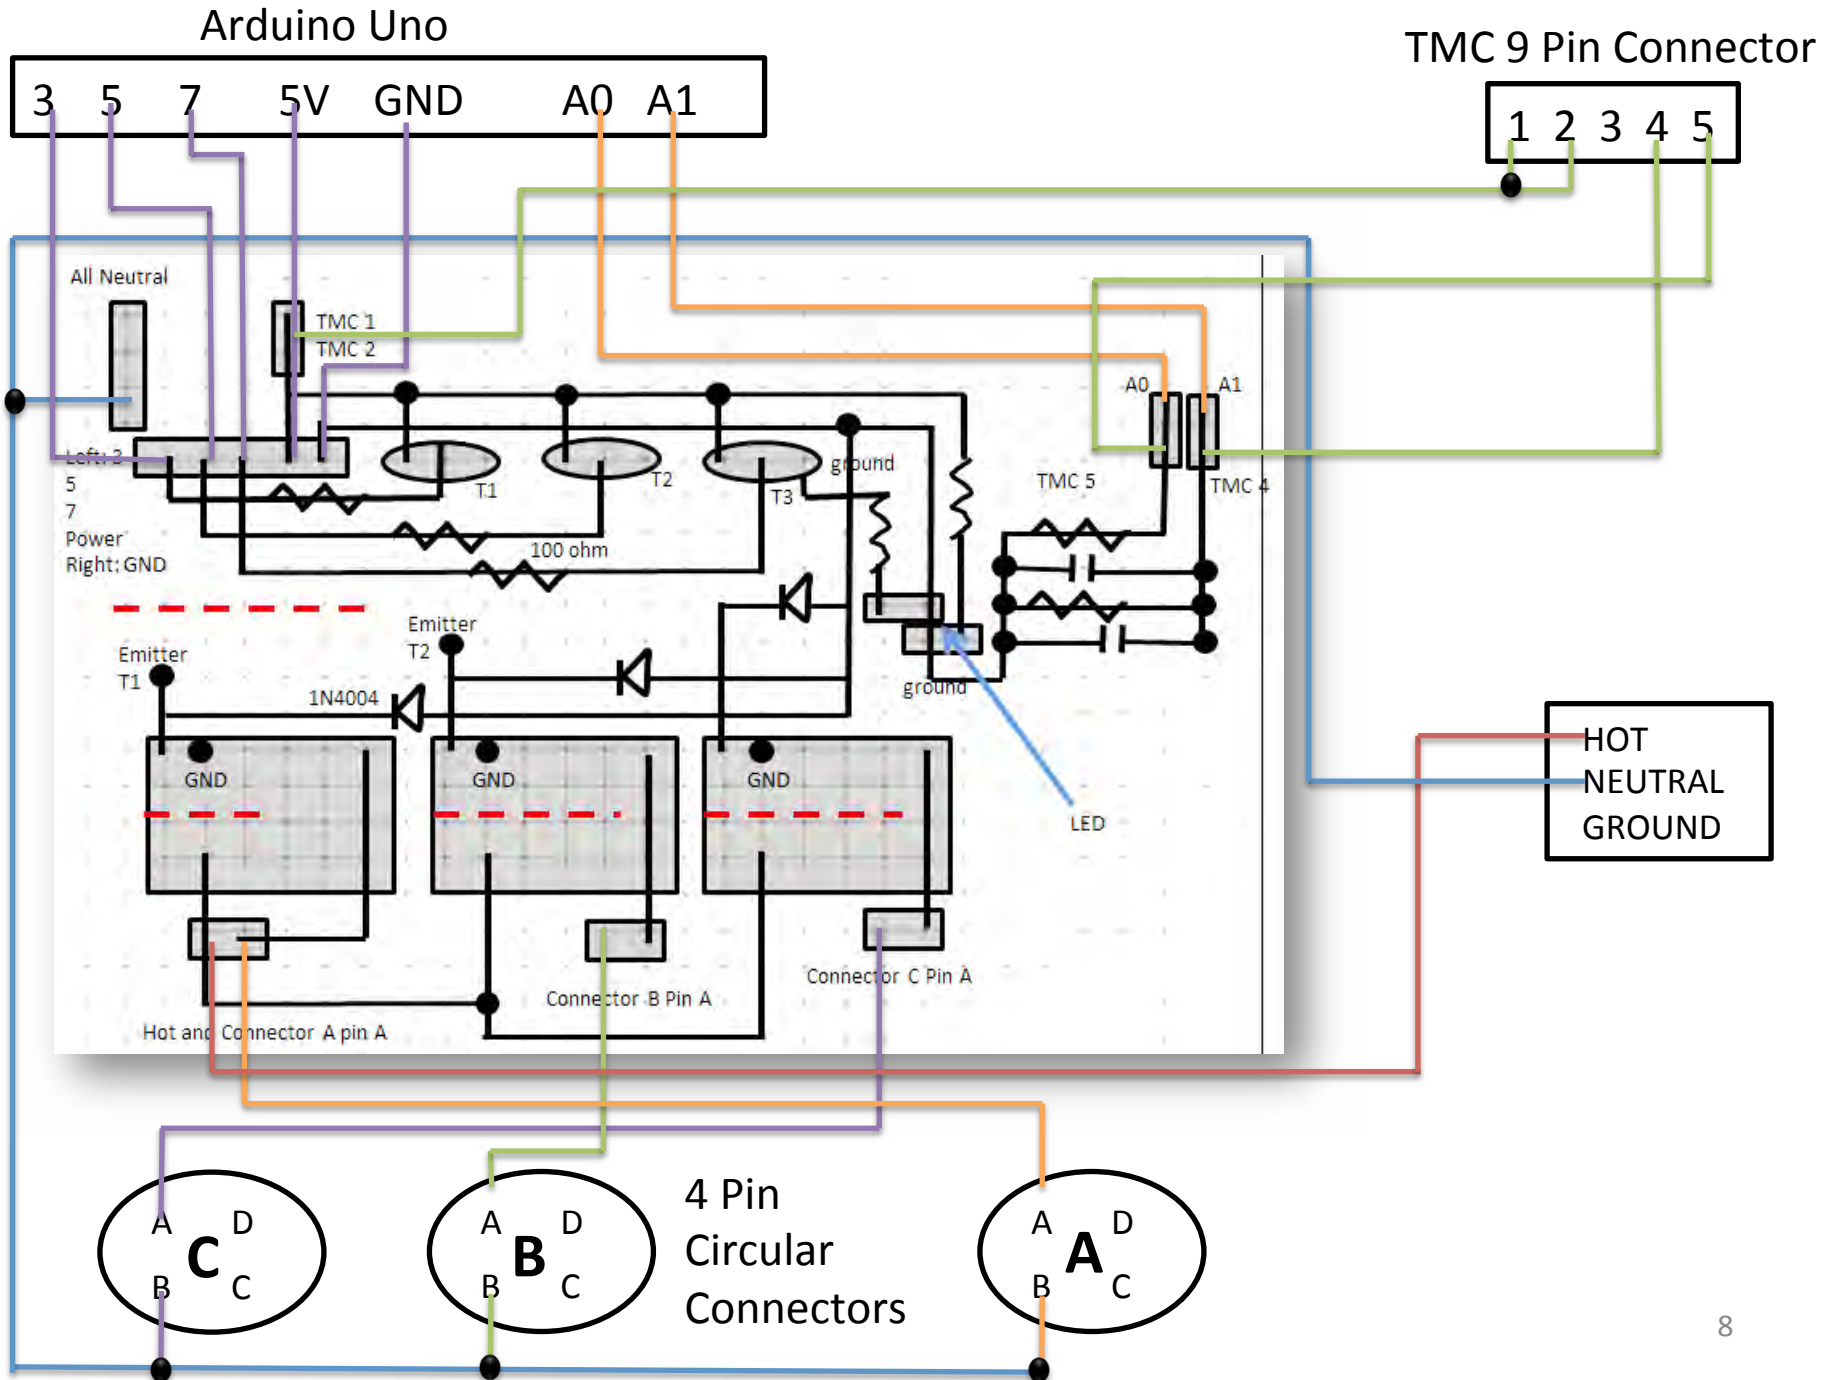 Arduino Uno
TMC 9 Pin Connector
3 5 7 5V GND A0 A1
1 2 3 4 5
All Neutral
TMC 1
TMC 2
A0 A1
Left: 3
5
7
Power
Right: GND
T1
T2
T3
ground
TMC 5
TMC 4
100 ohm
Emitter
T2
Emitter
T1
1N4004
ground
GND
GND
GND
LED
HOT
NEUTRAL
GROUND
Connector C Pin A
Connector B Pin A
Hot and Connector A pin A
A D
C
B C
A D
B
B C
4 Pin
Circular
Connectors
A D
A
B C
8